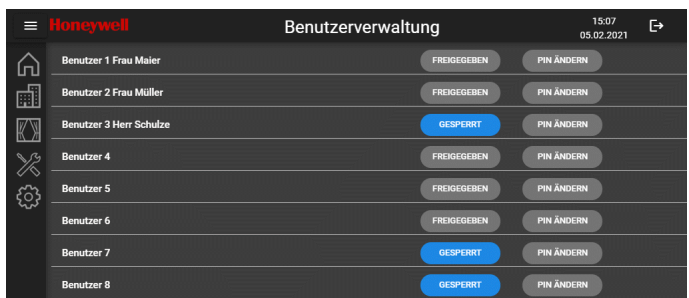 Honeywell Benutzerverwaltung 15:07
05.02.2021
Benutzer 1 Frau Maier FREIGEGEBEN PIN ÄNDERN
Benutzer 2 Frau Müller FREIGEGEBEN PIN ÄNDERN
Benutzer 3 Herr Schulze GESPERRT PIN ÄNDERN
Benutzer 4 FREIGEGEBEN PIN ÄNDERN
Benutzer 5 FREIGEGEBEN PIN ÄNDERN
Benutzer 6 FREIGEGEBEN PIN ÄNDERN
Benutzer 7 GESPERRT PIN ÄNDERN
Benutzer 8 GESPERRT PIN ÄNDERN